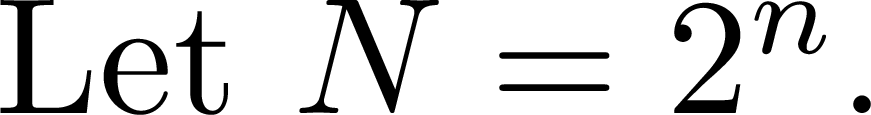 Let $N = 2^n$.